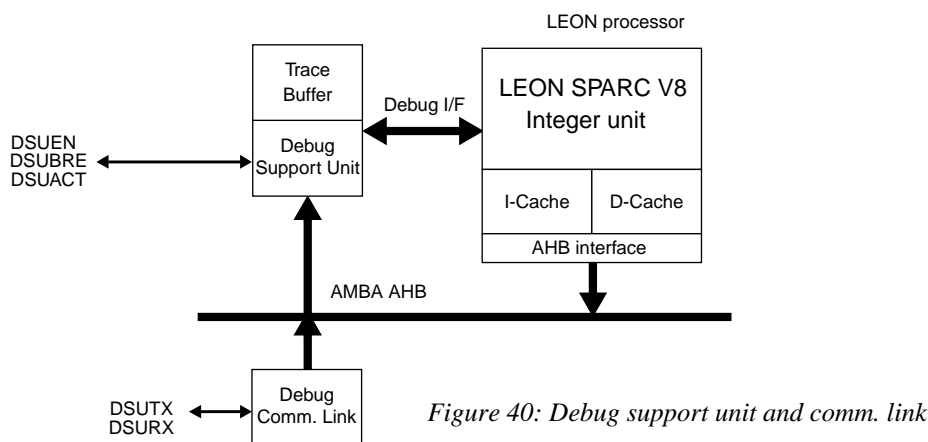 LEON processor
Trace
Buffer
LEON SPARC V8
Integer unit
Debug I/F
DSUEN
DSUBRE
DSUACT
Debug
Support Unit
I-Cache
D-Cache
AHB interface
AMBA AHB
Debug
Comm. Link
DSUTX
DSURX
Figure 40: Debug support unit and comm. link